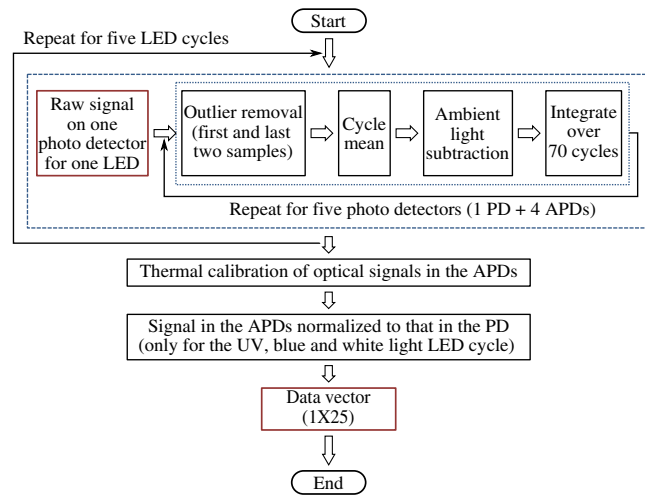 Start
Repeat for five LED cycles
Raw signal
on one
photo detector
for one LED
Outlier removal
(first and last
two samples)
Cycle
mean
Ambient
light
subtraction
Integrate
over
70 cycles
Repeat for five photo detectors (1 PD + 4 APDs)
Thermal calibration of optical signals in the APDs
Signal in the APDs normalized to that in the PD
(only for the UV, blue and white light LED cycle)
Data vector
(1X25)
End